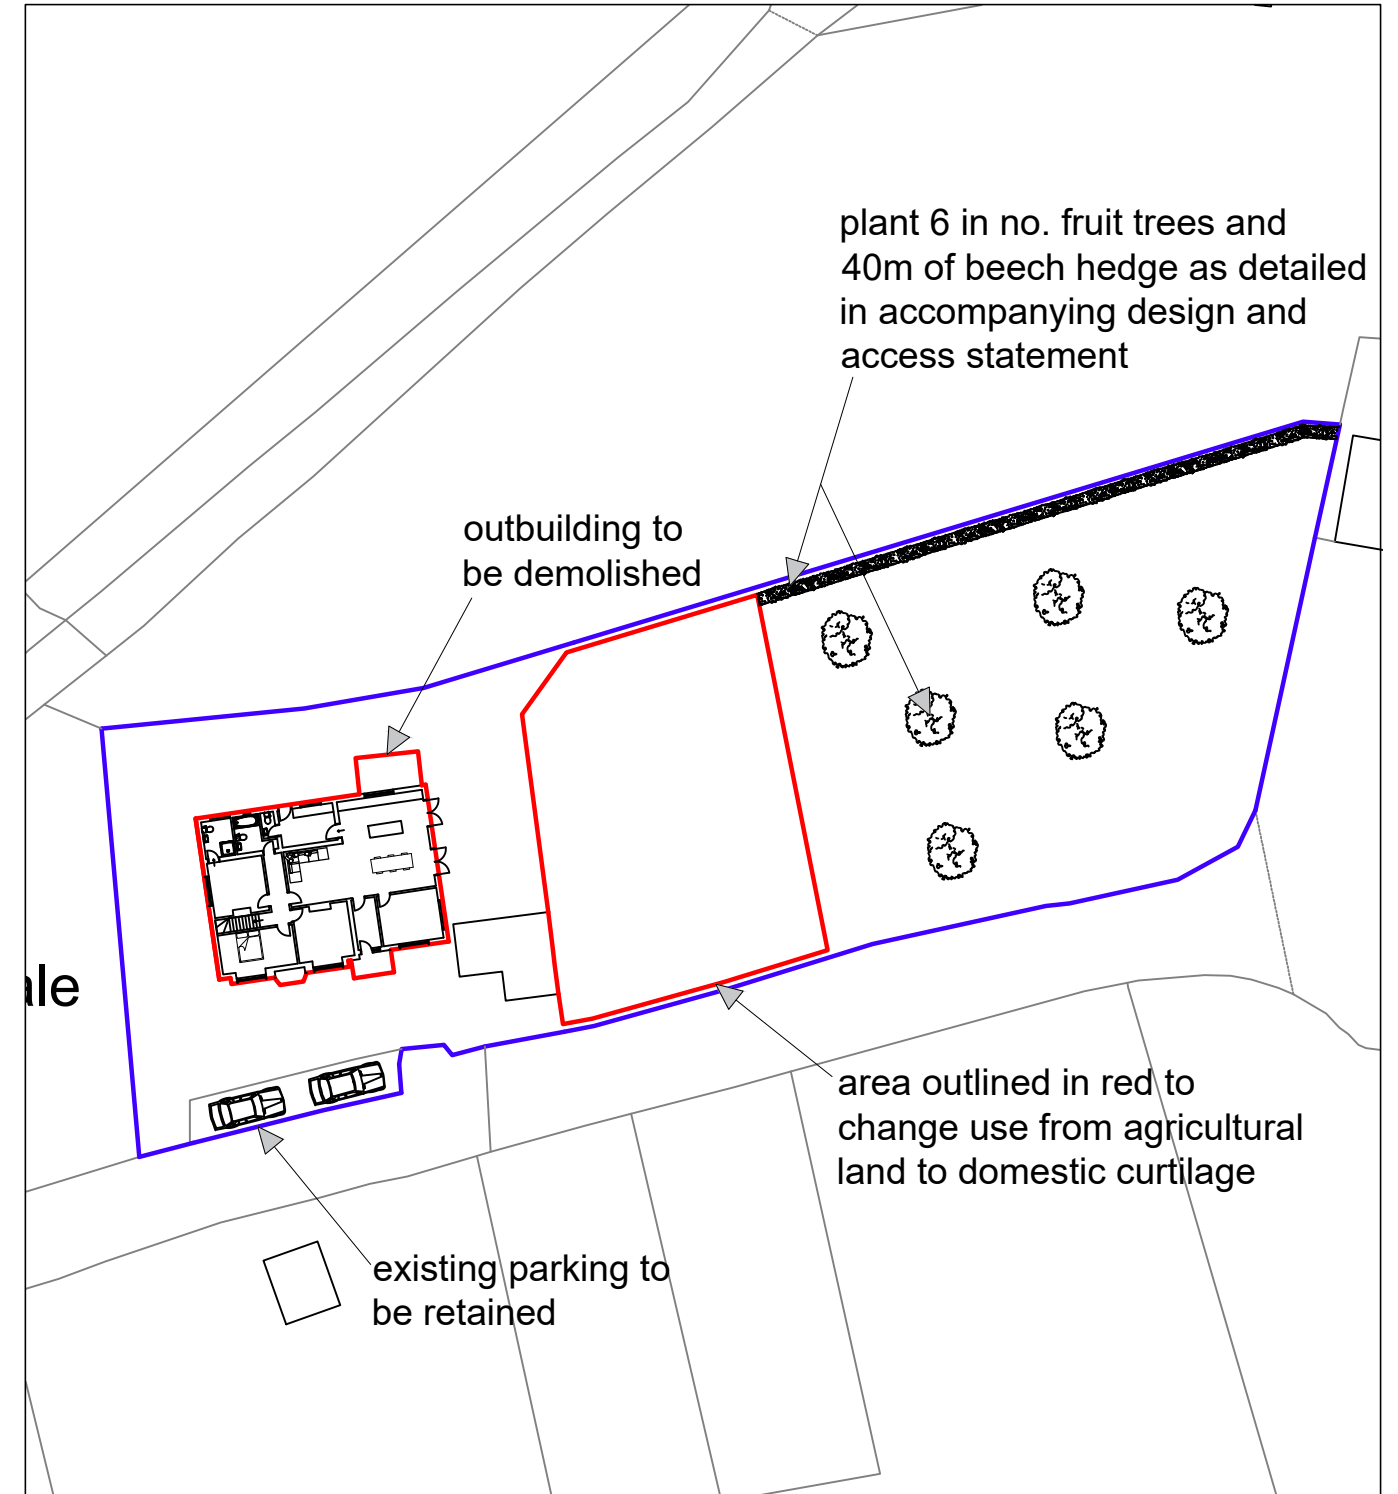 plant 6 in no. fruit trees and
40m of beech hedge as detailed
in accompanying design and
access statement
outbuilding to
be demolished
ale
area outlined in red to
change use from agricultural
land to domestic curtilage
existing parking to
be retained